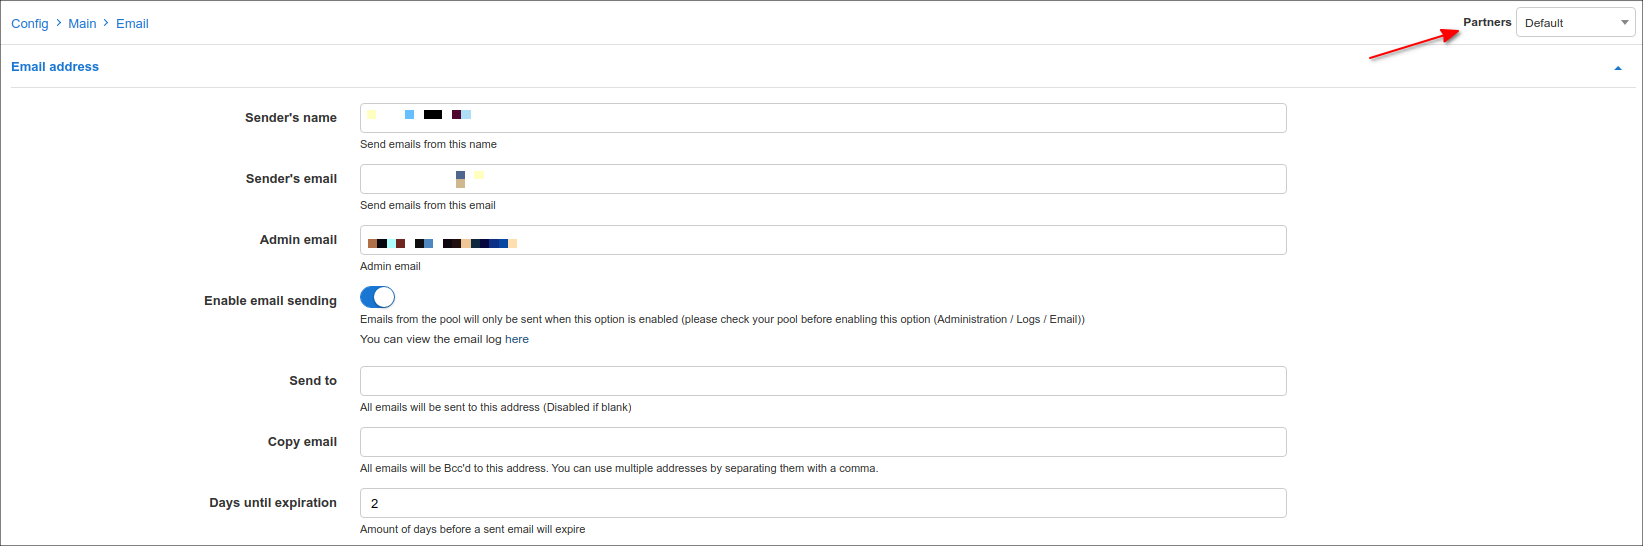 Config > Main > Email
Partners Default
Email address
Sender's name
Send emails from this name
Sender's email
Send emails from this email
Admin email
Admin email
Enable email sending
Emails from the pool will only be sent when this option is enabled (please check your pool before enabling this option (Administration / Logs / Email))
You can view the email log here
Send to
All emails will be sent to this address (Disabled if blank)
Copy email
All emails will be Bcc'd to this address. You can use multiple addresses by separating them with a comma.
Days until expiration 2
Amount of days before a sent email will expire